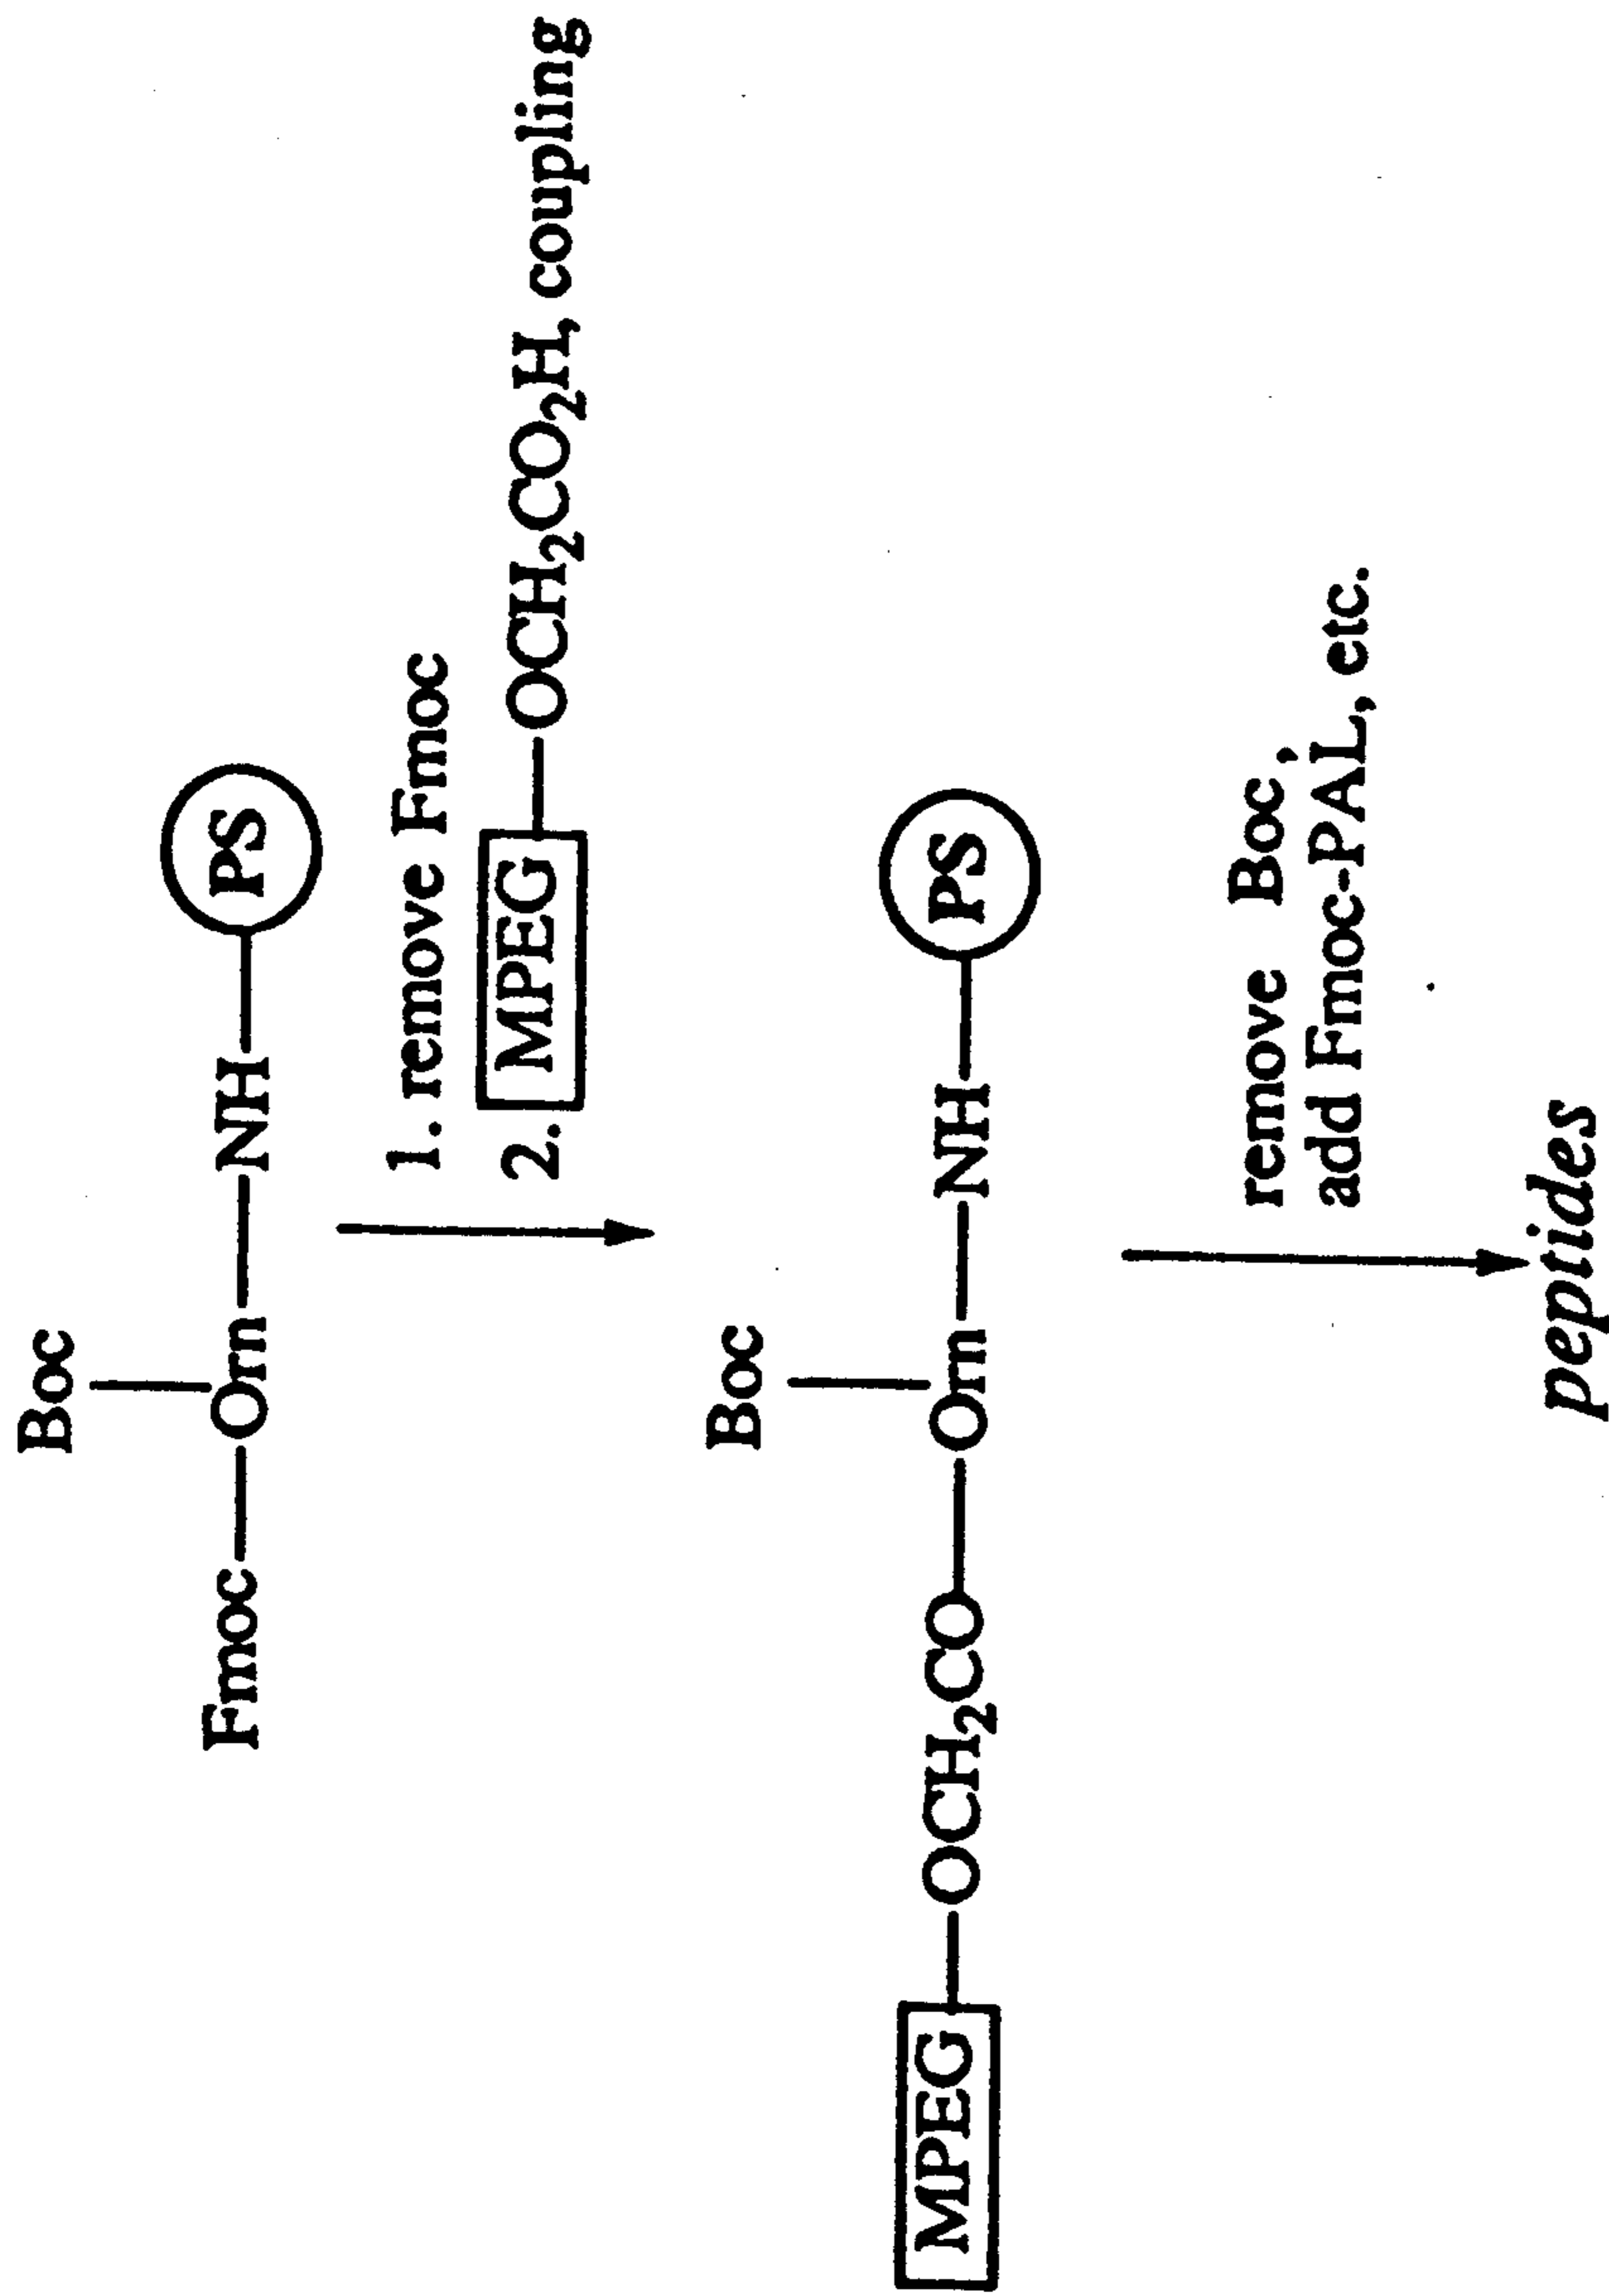 Boc
Fmoc—Orn—NH—PS
1. remove Fmoc
2. MPEG—OCH₂CO₂H, coupling
Boc
MPEG—OCH₂CO—Orn—NH—PS
remove Boc,
add Fmoc-PAL, etc.
peptides